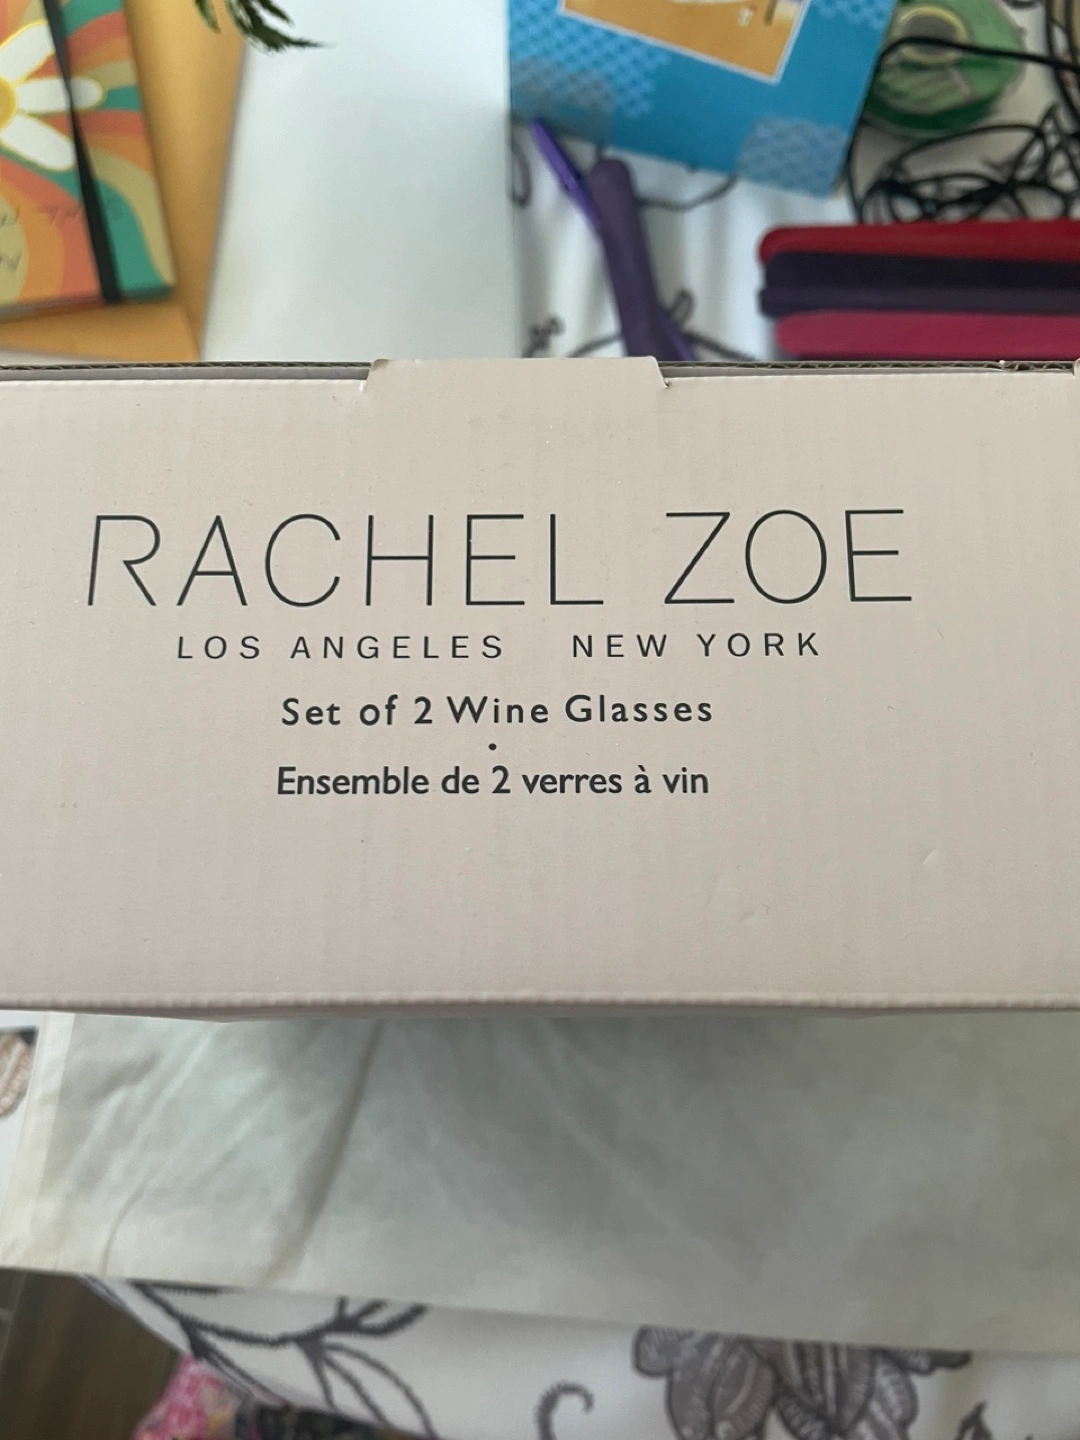 RACHEL ZOE
LOS ANGELES NEW YORK
Set of 2 Wine Glasses
•
Ensemble de 2 verres à vin